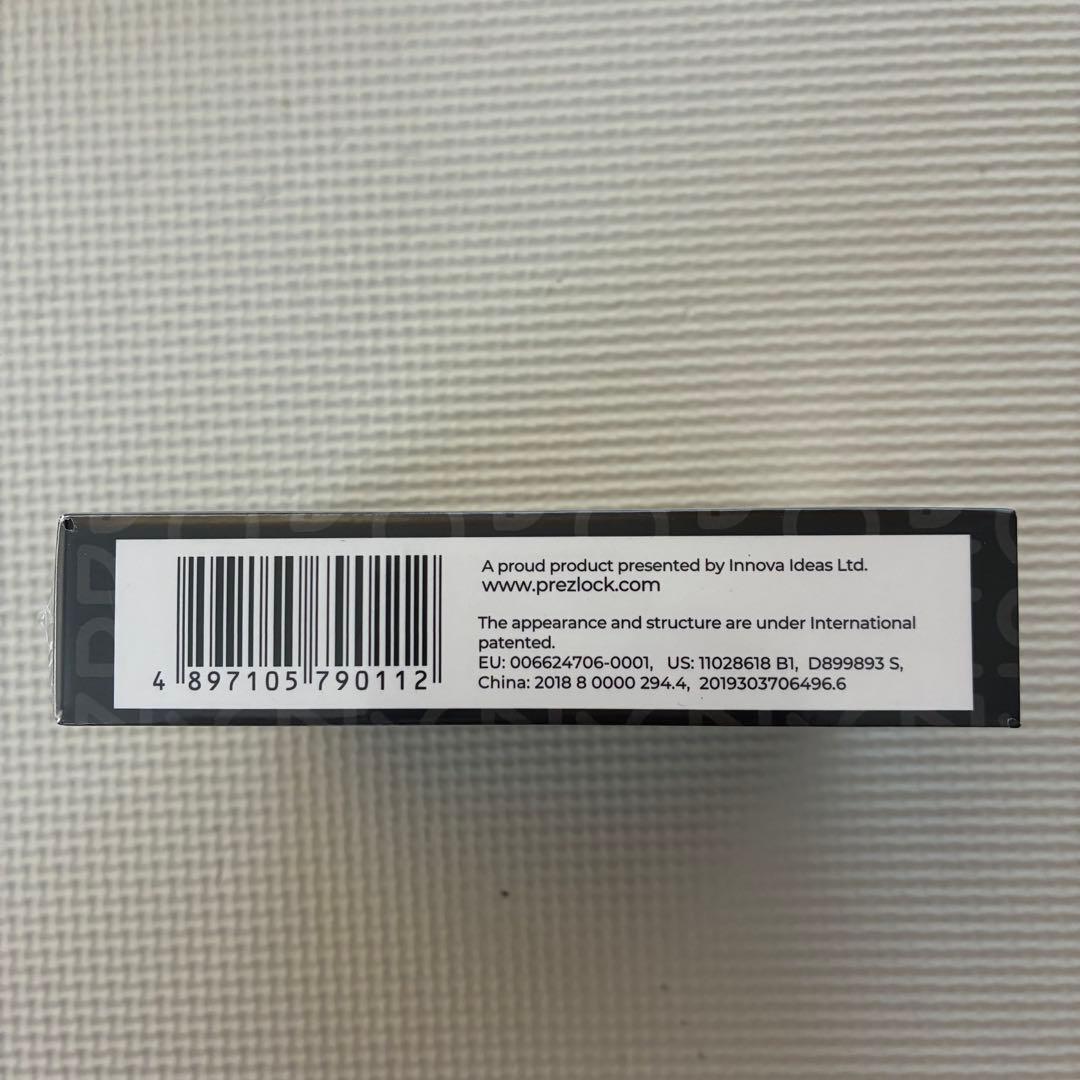 4 897105 790112
A proud product presented by Innova Ideas Ltd.
www.prezlock.com
The appearance and structure are under International
patented.
EU: 006624706-0001, US: 11028618 B1, D899893 S,
China: 2018 8 0000 294.4, 2019303706496.6